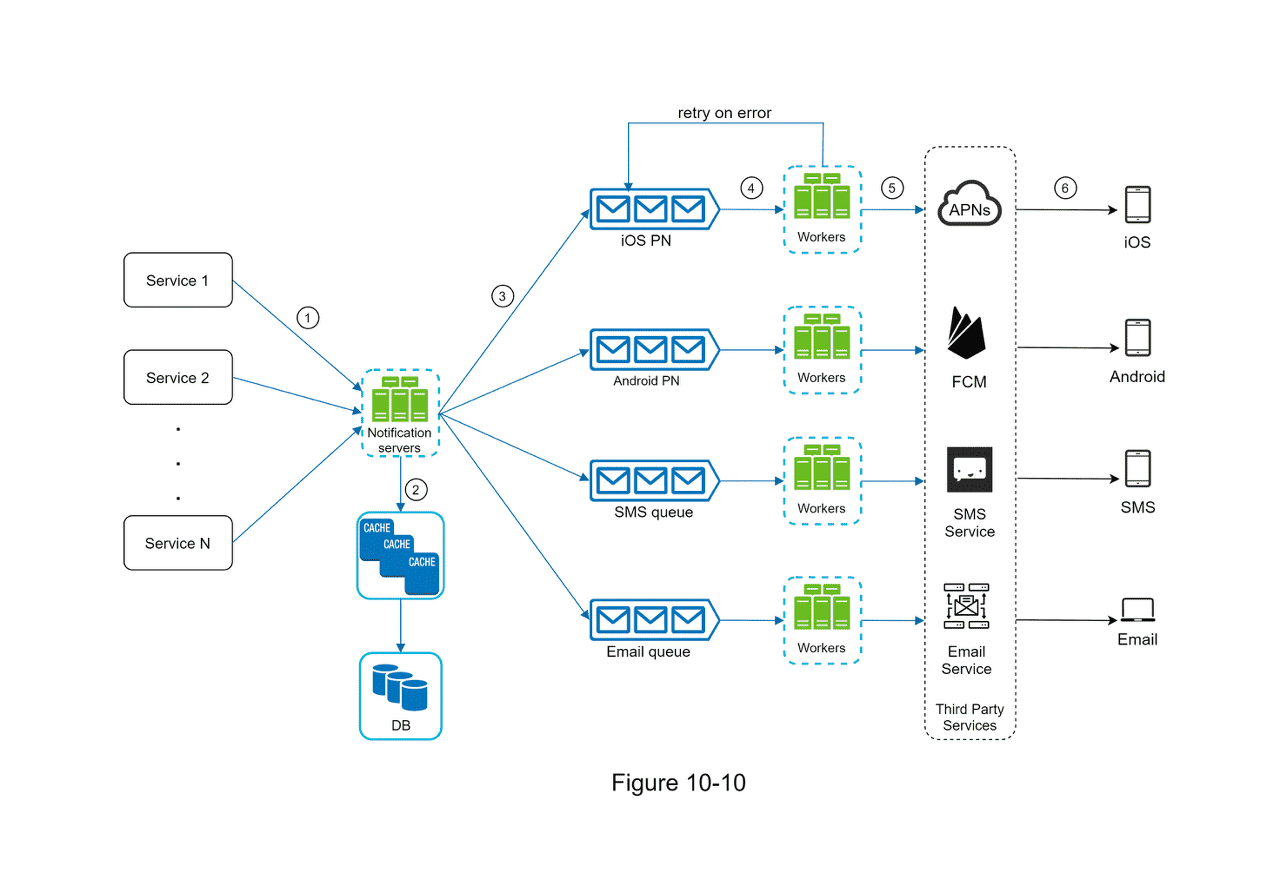 retry on error
4
5
6
APNs
iOS PN
Workers
iOS
Service 1
3
1
Service 2
Android PN
Workers
FCM
Android
Notification
servers
2
SMS queue
Workers
SMS
Service
SMS
Service N
CACHE
CACHE
CACHE
Email queue
Workers
Email
Service
Email
DB
Third Party
Services
Figure 10-10